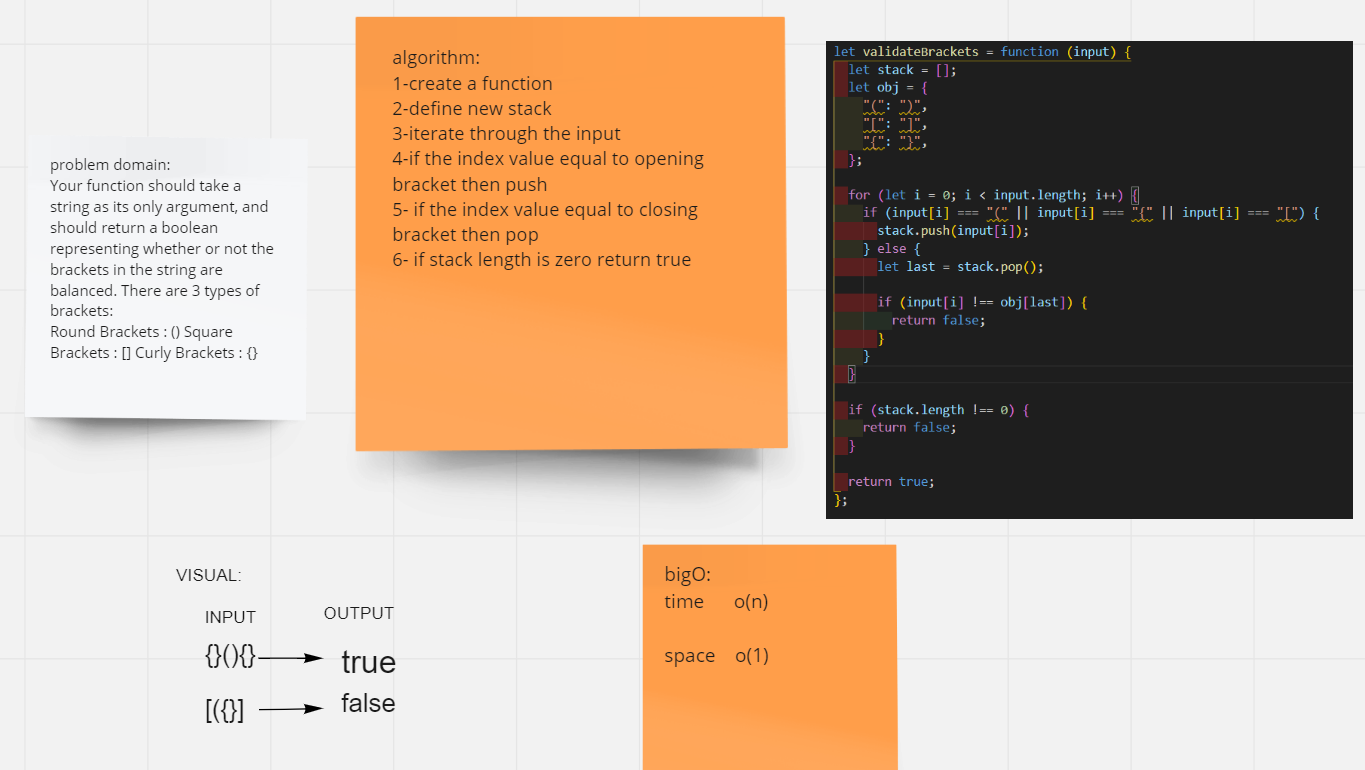 problem domain:
Your function should take a
string as its only argument, and
should return a boolean
representing whether or not the
brackets in the string are
balanced. There are 3 types of
brackets:
Round Brackets : () Square
Brackets : [] Curly Brackets : {}
algorithm:
1-create a function
2-define new stack
3-iterate through the input
4-if the index value equal to opening
bracket then push
5- if the index value equal to closing
bracket then pop
6- if stack length is zero return true
let validateBrackets = function (input) {
let stack = [];
let obj = {
"(": ")",
"[": "]",
"{": "}",
};
for (let i = 0; i < input.length; i++) {
if (input[i] === "(" || input[i] === "{" || input[i] === "[") {
stack.push(input[i]);
} else {
let last = stack.pop();
if (input[i] !== obj[last]) {
return false;
}
}
}
if (stack.length !== 0) {
return false;
}
return true;
};
VISUAL:
INPUT OUTPUT
{}(){} true
[({}] false
bigO:
time o(n)
space o(1)